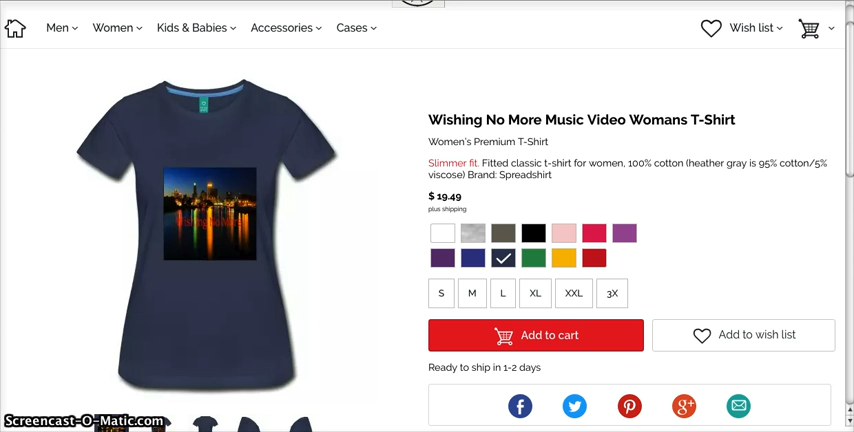 Men Women Kids & Babies Accessories Cases Wish list
Wishing No More Music Video Womans T-Shirt
Women's Premium T-Shirt
Slimmer fit. Fitted classic t-shirt for women, 100% cotton (heather gray is 95% cotton/5%
viscose) Brand: Spreadshirt
$ 19.49
plus shipping
Wishing No More
S M L XL XXL 3X
Add to cart Add to wish list
Ready to ship in 1-2 days
Screencast-O-Matic.com